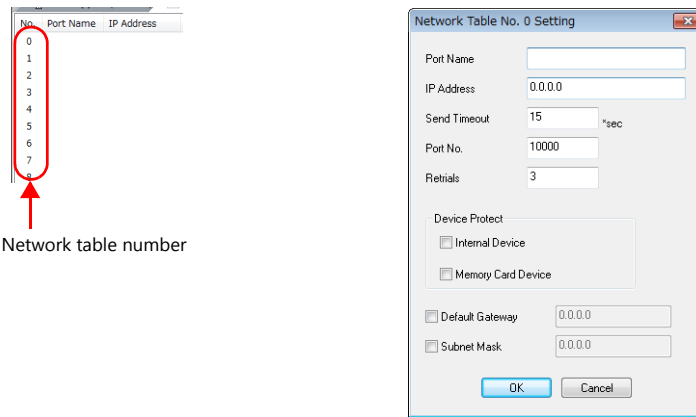 No. Port Name IP Address
0
1
2
3
4
5
6
7
8
Network table number
Network Table No. 0 Setting
Port Name
IP Address 0.0.0.0
Send Timeout 15 *sec
Port No. 10000
Retrials 3
Device Protect
Internal Device
Memory Card Device
Default Gateway 0.0.0.0
Subnet Mask 0.0.0.0
OK Cancel